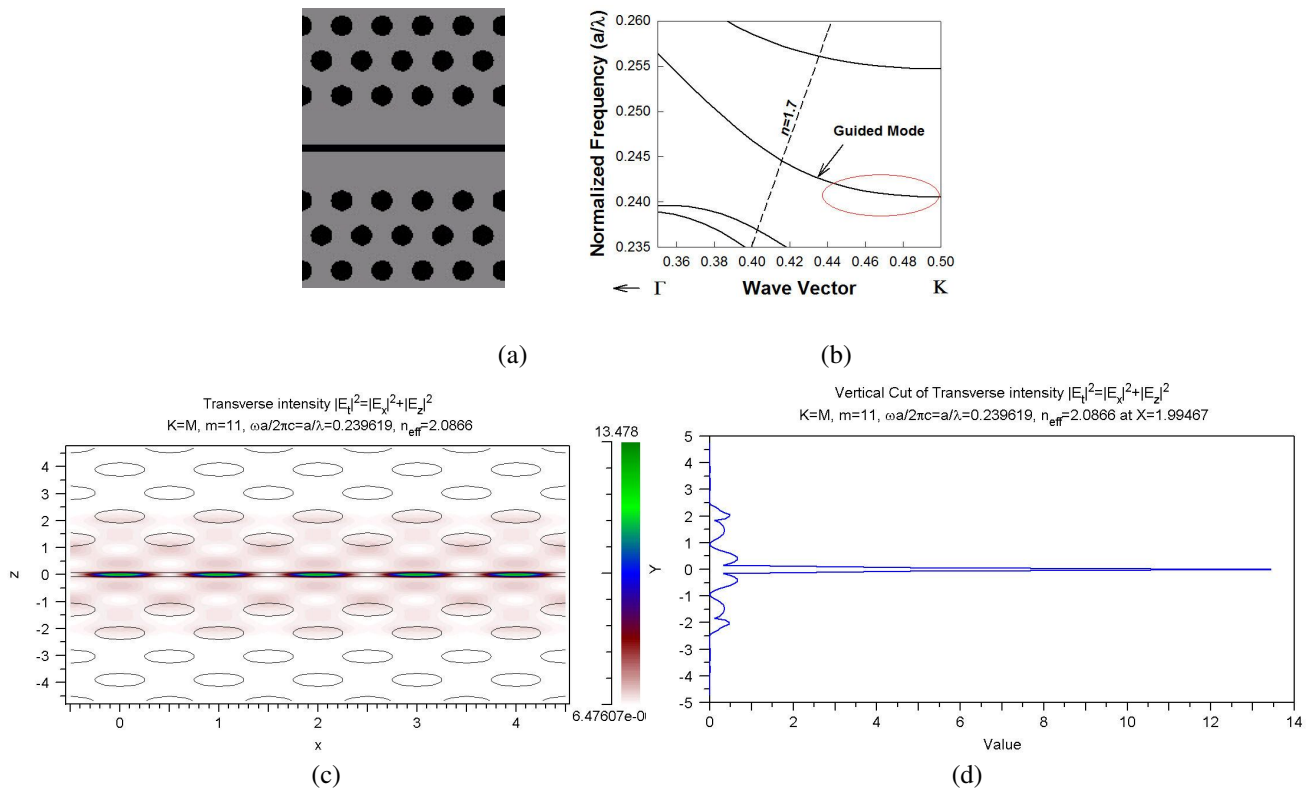 (a)
Normalized Frequency (a/λ)
0.260
0.255
0.250
0.245
0.240
0.235
n=1.7
Guided Mode
0.36 0.38 0.40 0.42 0.44 0.46 0.48 0.50
← Γ Wave Vector K
(b)
Transverse intensity |Et|²=|Ex|²+|Ez|²
K=M, m=11, ωa/2πc=a/λ=0.239619, neff=2.0866
13.478
z
4
3
2
1
0
-1
-2
-3
-4
0 1 2 3 4
x
(c)
Vertical Cut of Transverse intensity |Et|²=|Ex|²+|Ez|²
K=M, m=11, ωa/2πc=a/λ=0.239619, neff=2.0866 at X=1.99467
Y
5
4
3
2
1
0
-1
-2
-3
-4
-5
0 2 4 6 8 10 12 14
Value
(d)